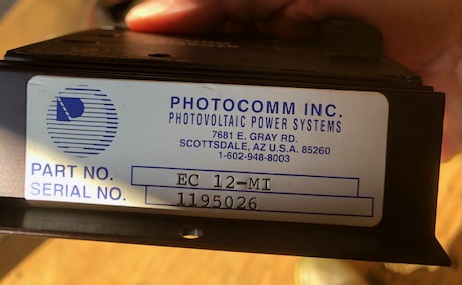 PHOTOCOMM INC.
PHOTOVOLTAIC POWER SYSTEMS
7681 E. GRAY RD.
SCOTTSDALE, AZ U.S.A. 85260
1-602-948-8003
PART NO. EC 12-MI
SERIAL NO. 1195026